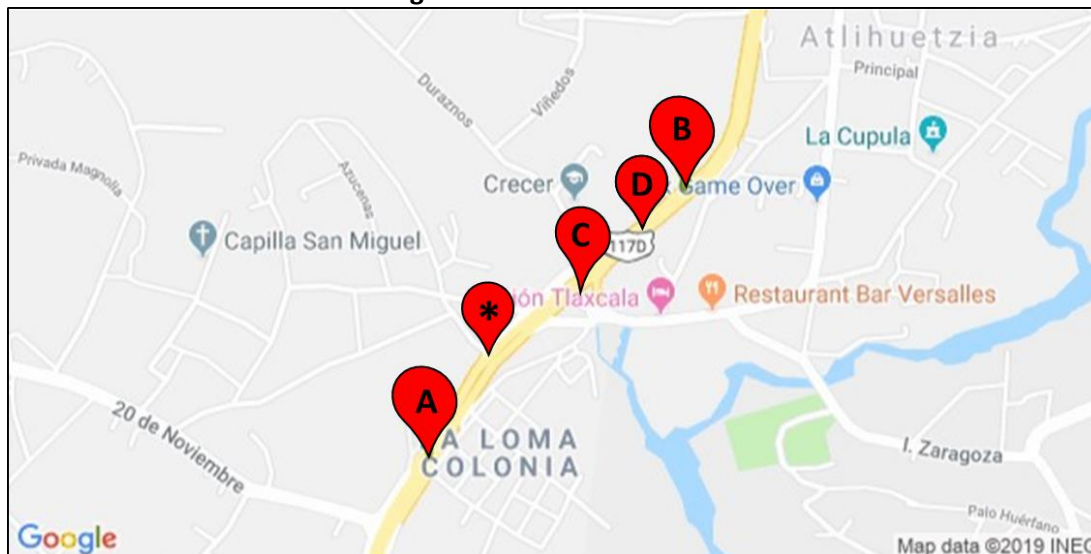 g
Atlihuetzia
Principal
Viñedos
Duraznos
B
La Cupula
Privada Magnolia
Azucenas
Crecer
D
Game Over
Capilla San Miguel
C
117D
ión Tlaxcala
Restaurant Bar Versalles
*
A
20 de Noviembre
A LOMA
COLONIA
I. Zaragoza
Palo Huérfano
Google
Map data ©2019 INEG